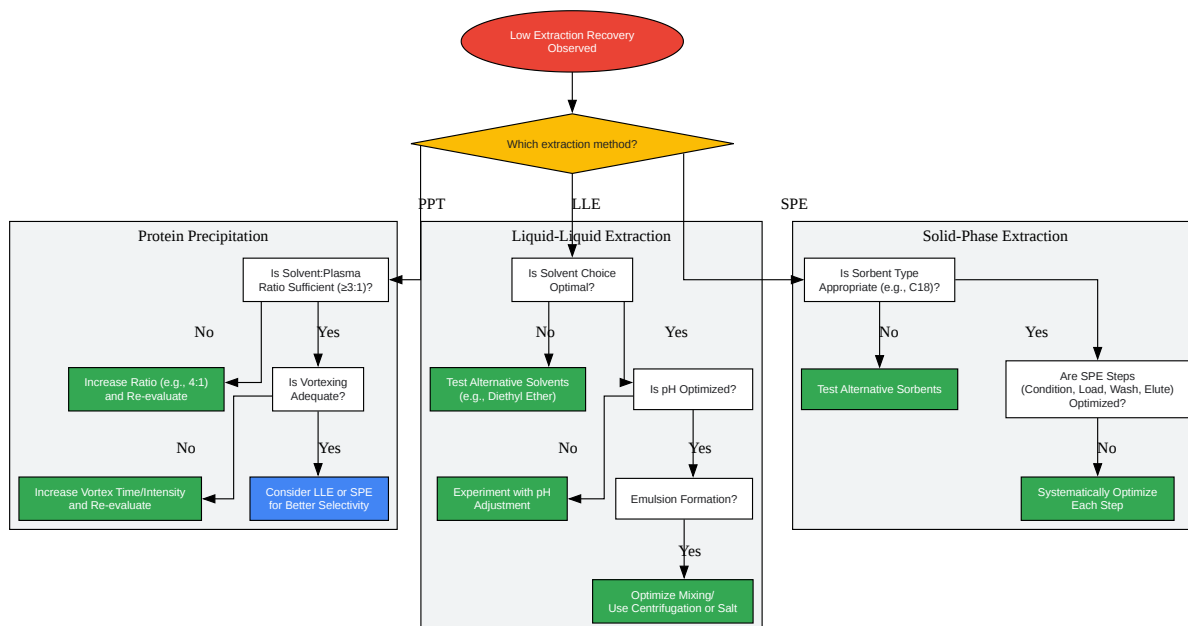 Low Extraction Recovery
Observed
Which extraction method?
PPT
LLE
SPE
Protein Precipitation
Is Solvent:Plasma
Ratio Sufficient (≥3:1)?
No
Yes
Increase Ratio (e.g., 4:1)
and Re-evaluate
Is Vortexing
Adequate?
No
Yes
Increase Vortex Time/Intensity
and Re-evaluate
Consider LLE or SPE
for Better Selectivity
Liquid-Liquid Extraction
Is Solvent Choice
Optimal?
No
Yes
Test Alternative Solvents
(e.g., Diethyl Ether)
Is pH Optimized?
No
Yes
Experiment with pH
Adjustment
Emulsion Formation?
Yes
Optimize Mixing/
Use Centrifugation or Salt
Solid-Phase Extraction
Is Sorbent Type
Appropriate (e.g., C18)?
No
Yes
Test Alternative Sorbents
Are SPE Steps
(Condition, Load, Wash, Elute)
Optimized?
No
Systematically Optimize
Each Step